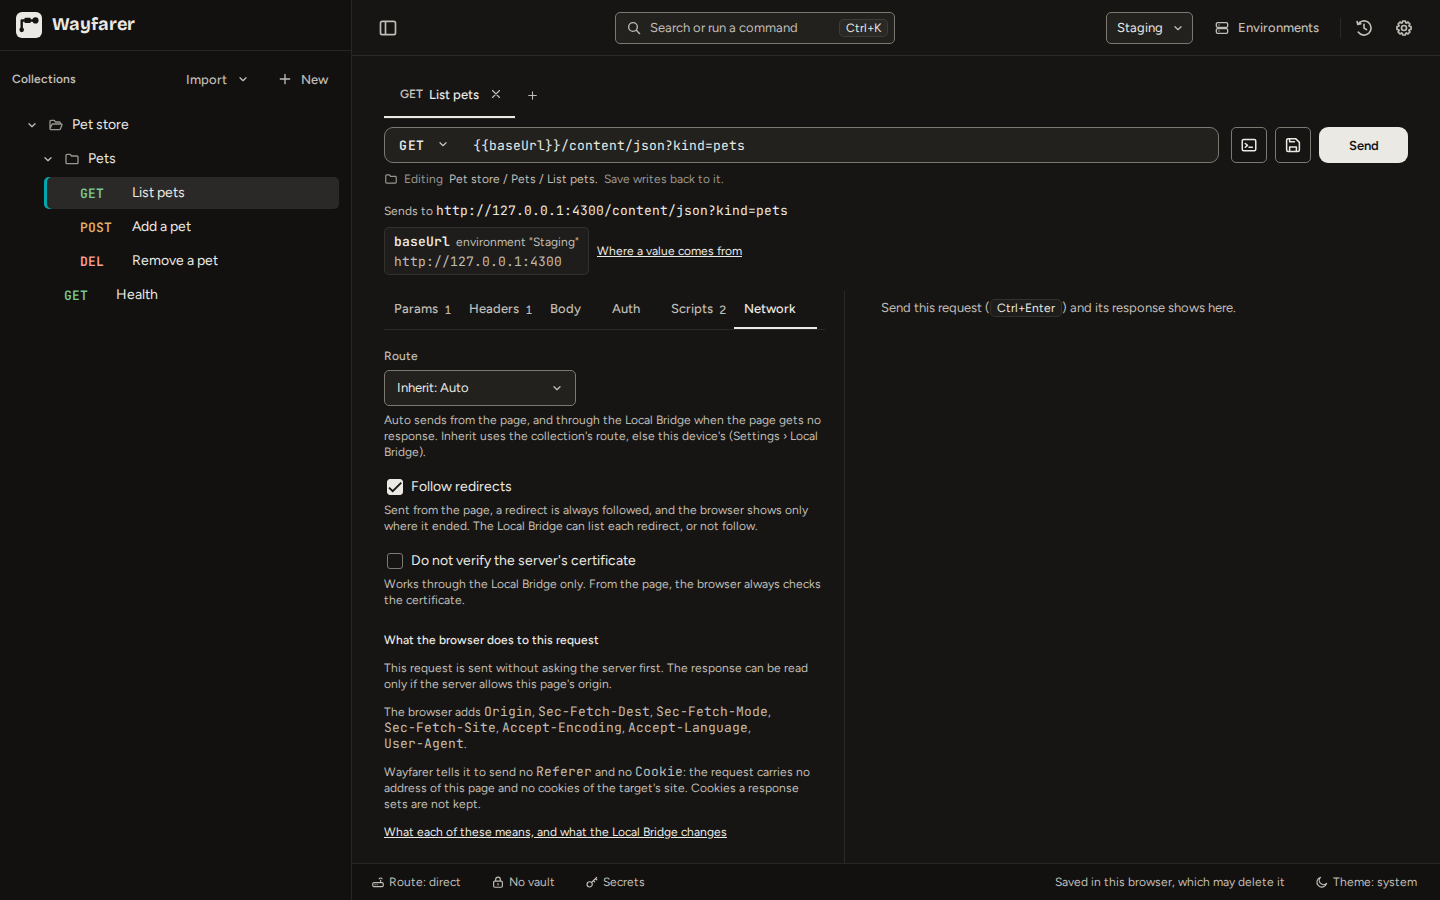 Wayfarer
Search or run a command Ctrl+K
Staging
Environments
Collections
Import
New
Pet store
Pets
GET List pets
POST Add a pet
DEL Remove a pet
GET Health
GET List pets
GET {{baseUrl}}/content/json?kind=pets
Send
Editing Pet store / Pets / List pets. Save writes back to it.
Sends to http://127.0.0.1:4300/content/json?kind=pets
baseUrl environment "Staging"
http://127.0.0.1:4300
Where a value comes from
Params 1 Headers 1 Body Auth Scripts 2 Network
Route
Inherit: Auto
Auto sends from the page, and through the Local Bridge when the page gets no
response. Inherit uses the collection's route, else this device's (Settings › Local
Bridge).
Follow redirects
Sent from the page, a redirect is always followed, and the browser shows only
where it ended. The Local Bridge can list each redirect, or not follow.
Do not verify the server's certificate
Works through the Local Bridge only. From the page, the browser always checks
the certificate.
What the browser does to this request
This request is sent without asking the server first. The response can be read
only if the server allows this page's origin.
The browser adds Origin, Sec-Fetch-Dest, Sec-Fetch-Mode,
Sec-Fetch-Site, Accept-Encoding, Accept-Language,
User-Agent.
Wayfarer tells it to send no Referer and no Cookie: the request carries no
address of this page and no cookies of the target's site. Cookies a response
sets are not kept.
What each of these means, and what the Local Bridge changes
Send this request (Ctrl+Enter) and its response shows here.
Route: direct
No vault
Secrets
Saved in this browser, which may delete it
Theme: system